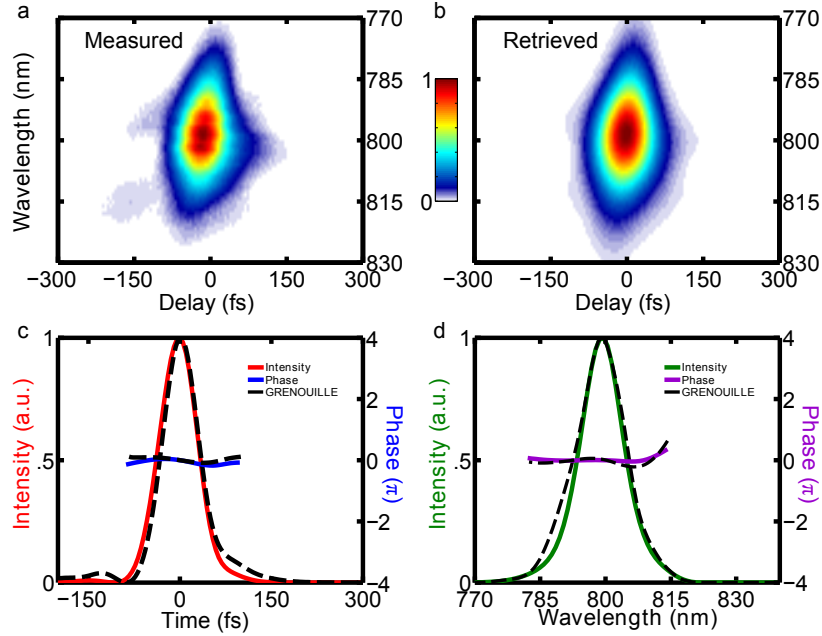 a
Measured
Wavelength (nm)
770
785
800
815
830
−300
−150
0
150
300
Delay (fs)
1
0
b
Retrieved
770
785
800
815
830
−300
−150
0
150
300
Delay (fs)
c
Intensity (a.u.)
1
.5
0
Intensity
Phase
GRENOUILLE
4
2
0
−2
−4
Phase (π)
−150
0
150
300
Time (fs)
d
Intensity (a.u.)
1
.5
0
Intensity
Phase
GRENOUILLE
4
2
0
−2
−4
Phase (π)
770
785
800
815
830
Wavelength (nm)